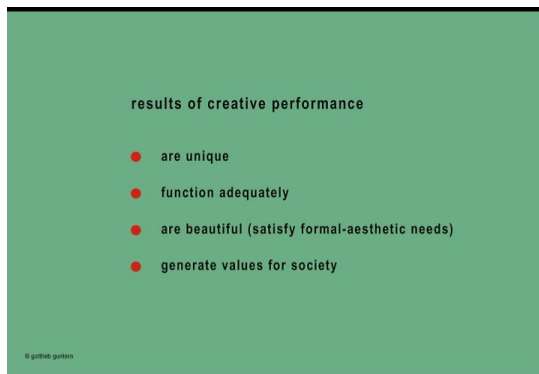 results of creative performance
are unique
function adequately
are beautiful (satisfy formal-aesthetic needs)
generate values for society
© gottlieb guntern